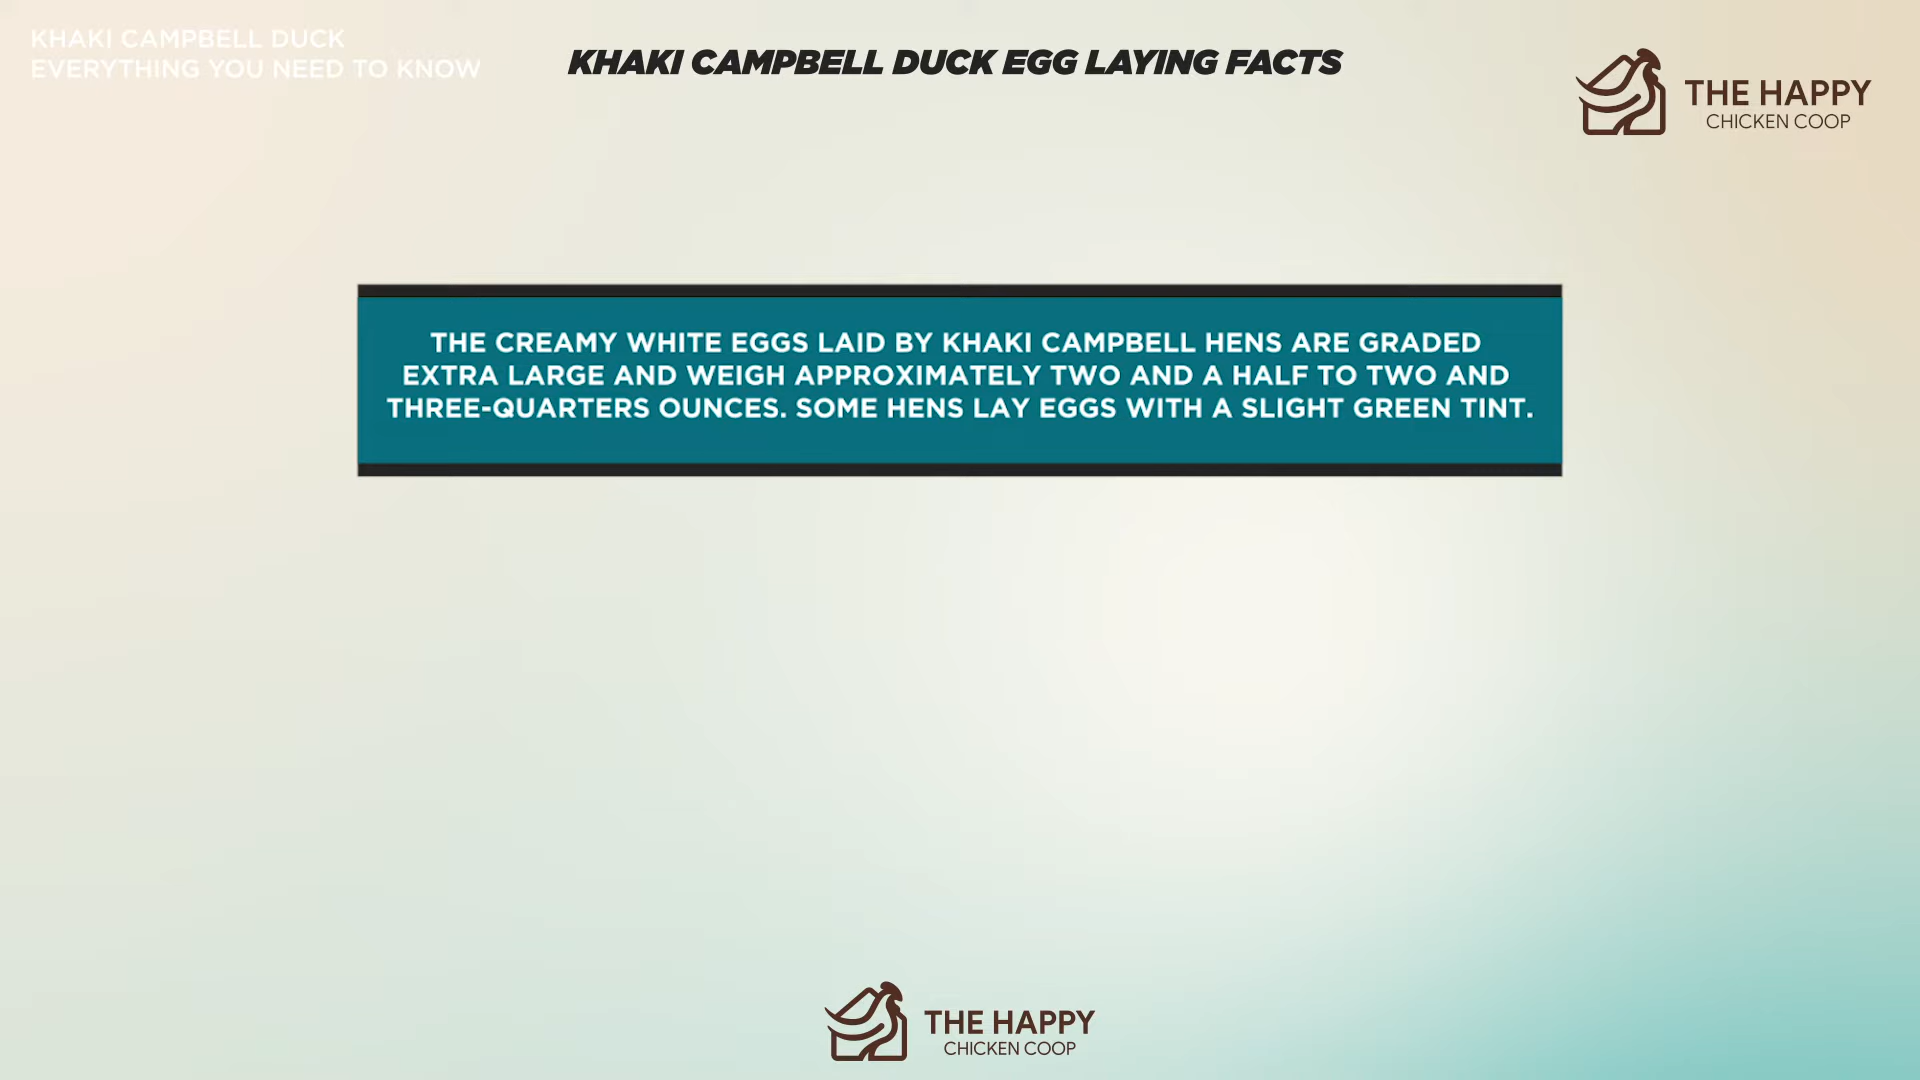 KHAKI CAMPBELL DUCK
EVERYTHING YOU NEED TO KNOW
KHAKI CAMPBELL DUCK EGG LAYING FACTS
THE HAPPY
CHICKEN COOP
THE CREAMY WHITE EGGS LAID BY KHAKI CAMPBELL HENS ARE GRADED
EXTRA LARGE AND WEIGH APPROXIMATELY TWO AND A HALF TO TWO AND
THREE-QUARTERS OUNCES. SOME HENS LAY EGGS WITH A SLIGHT GREEN TINT.
THE HAPPY
CHICKEN COOP